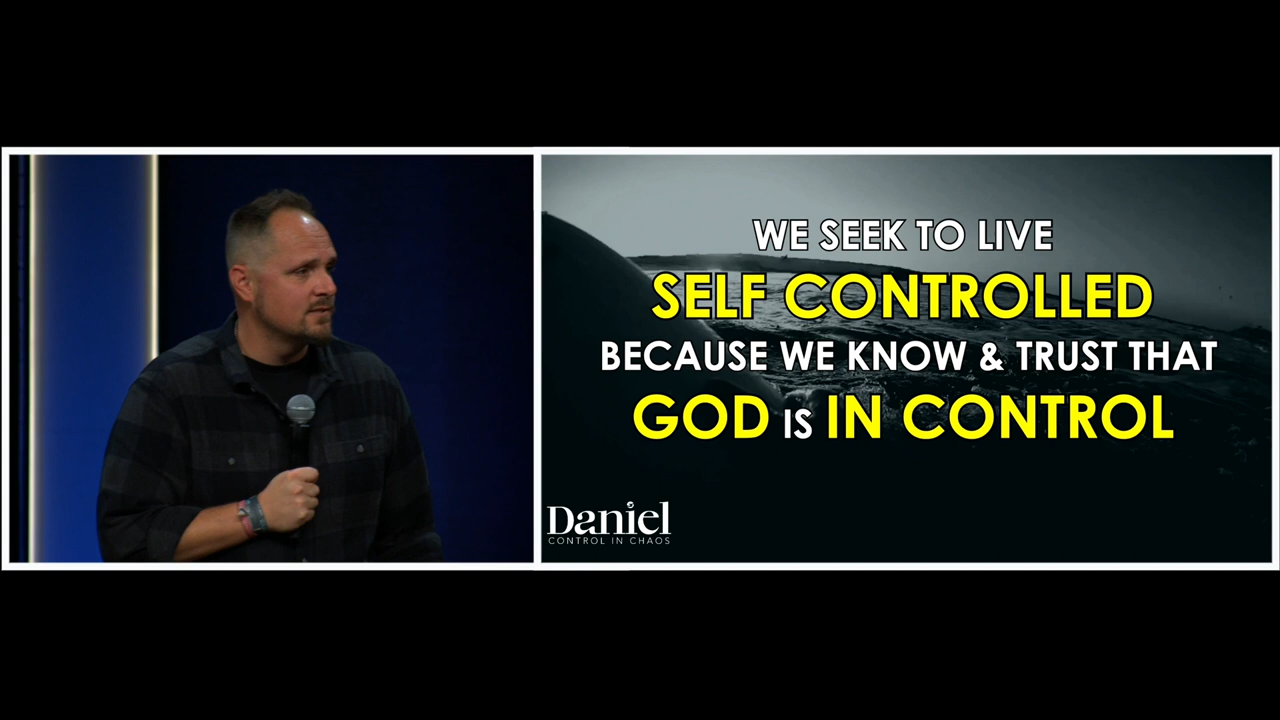 WE SEEK TO LIVE
SELF CONTROLLED
BECAUSE WE KNOW & TRUST THAT
GOD IS IN CONTROL
Daniel
CONTROL IN CHAOS